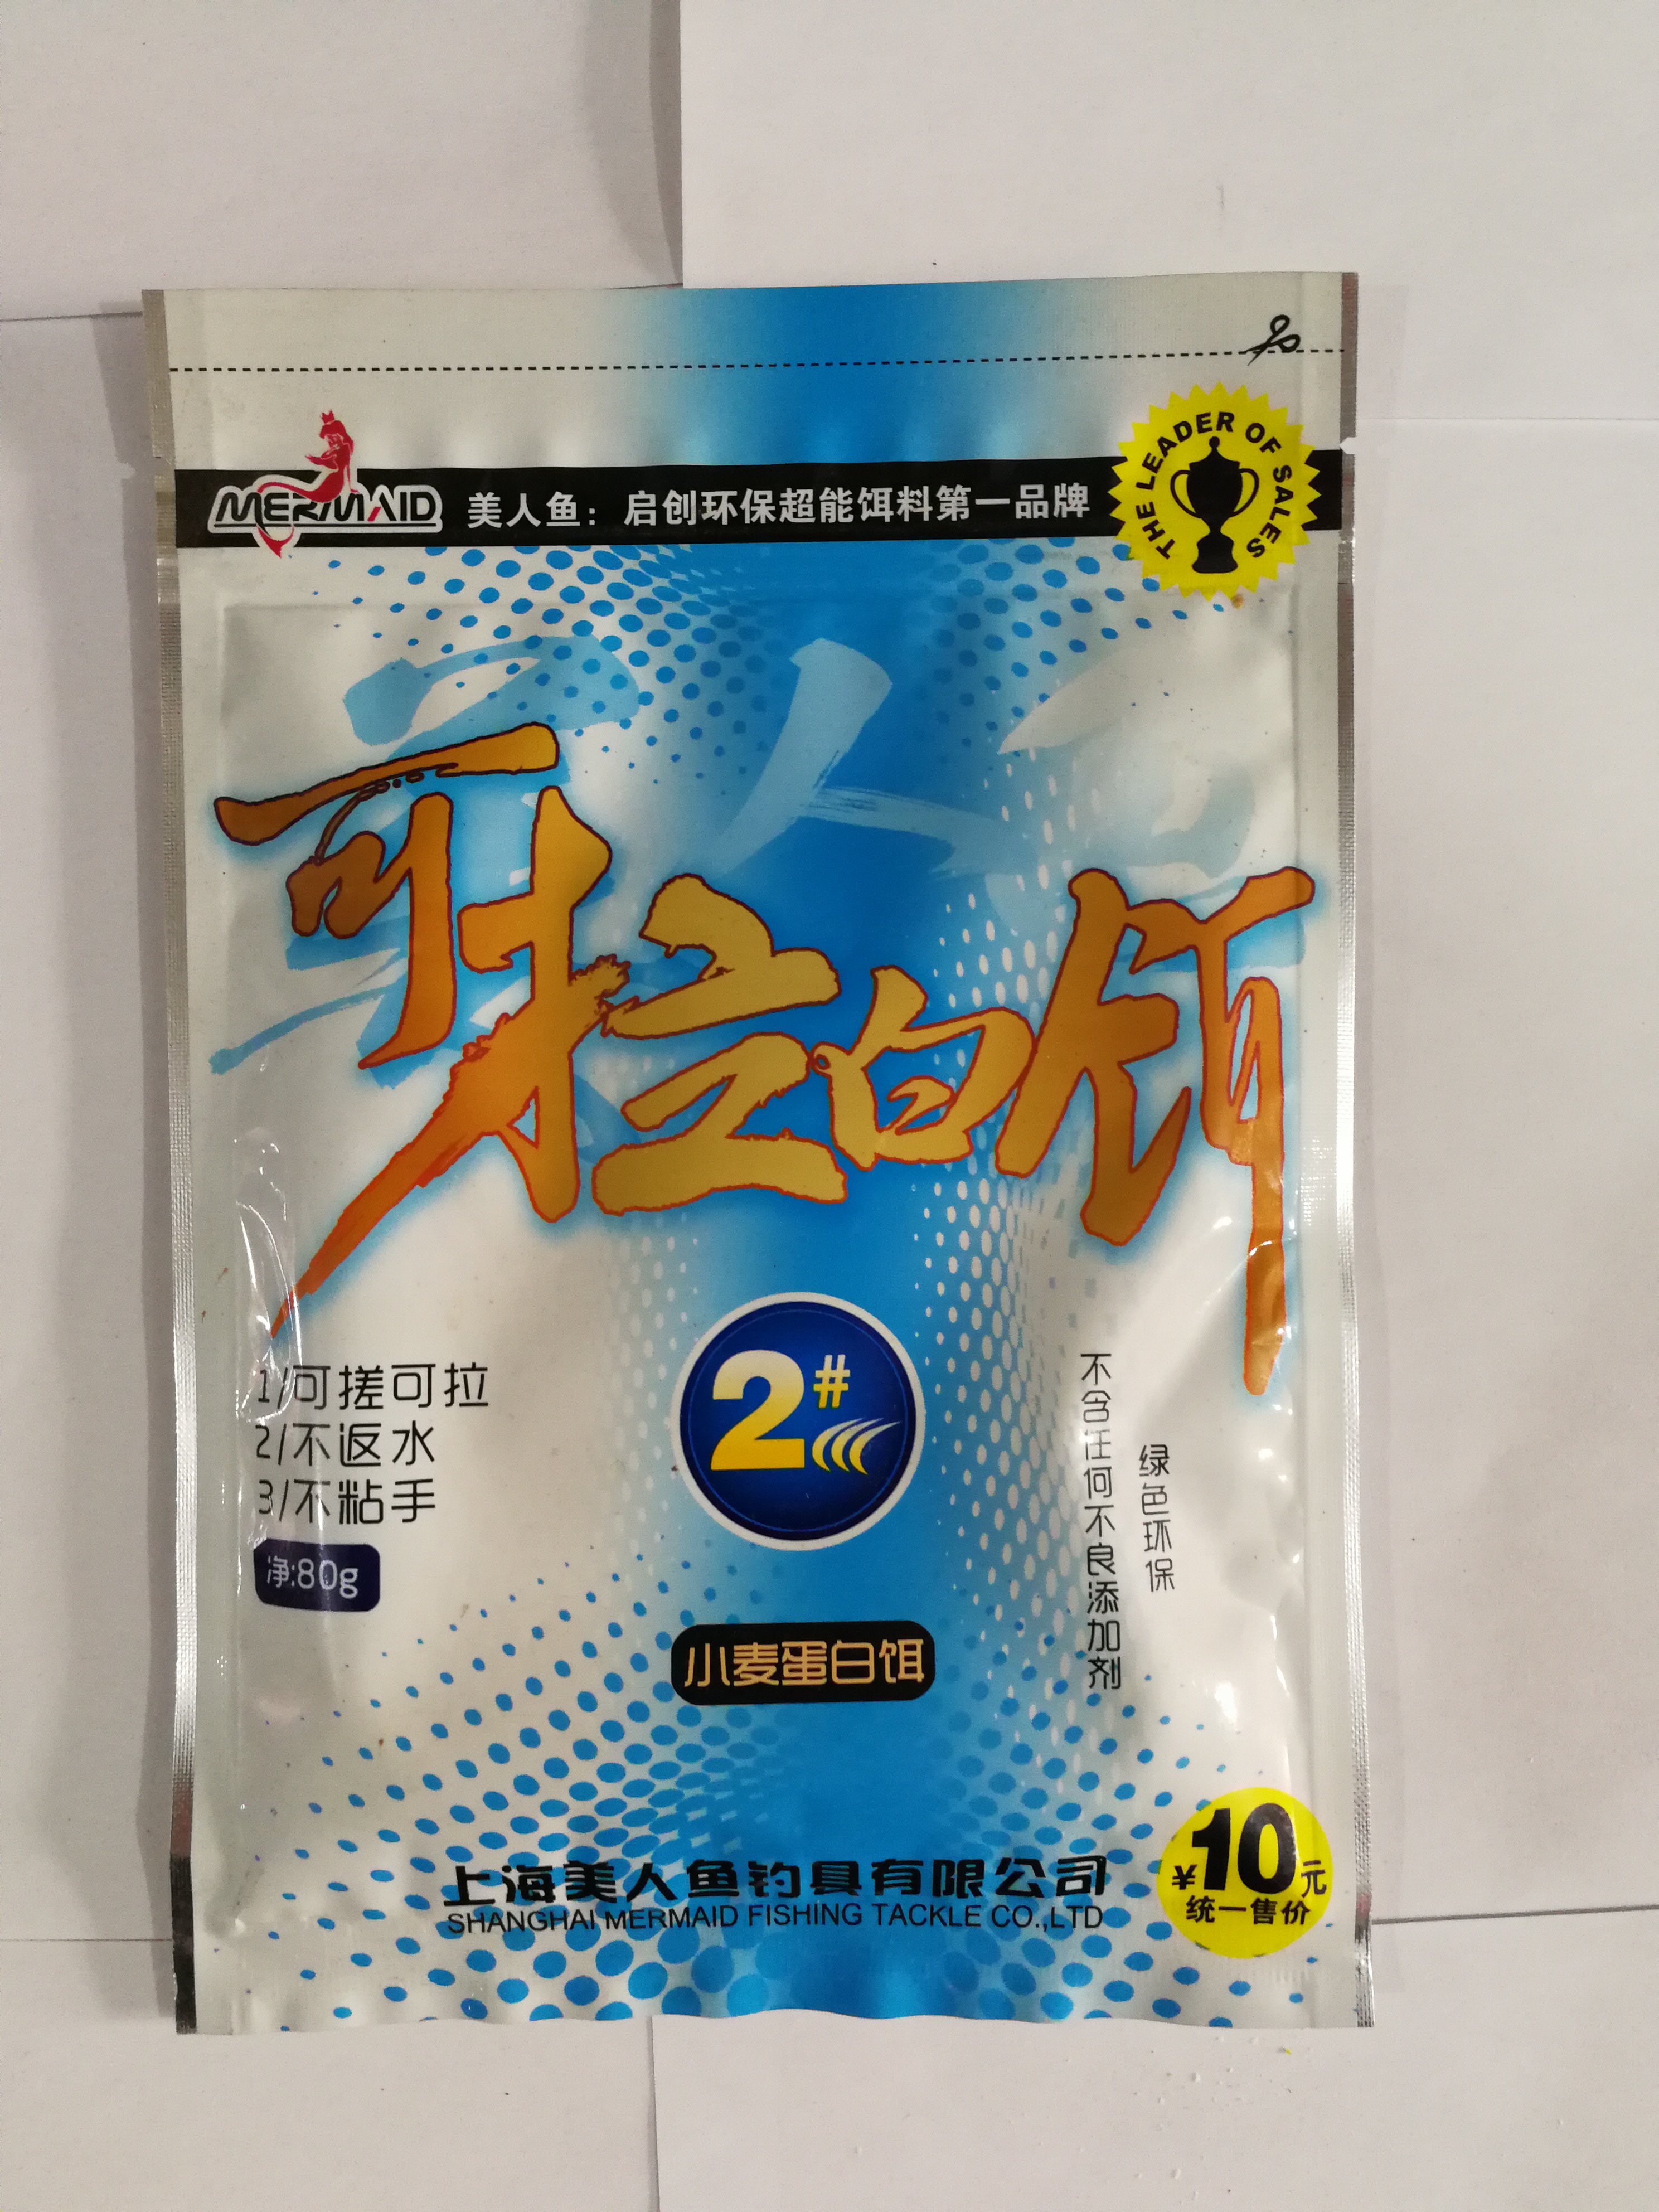 MERMAID
美人鱼：启创环保超能饵料第一品牌
THE LEADER OF SALES
美人鱼
可拉白饵
2#
1/可搓可拉
2/不返水
3/不粘手
净:80g
绿色环保
不含任何不良添加剂
小麦蛋白饵
¥10元
统一售价
上海美人鱼钓具有限公司
SHANGHAI MERMAID FISHING TACKLE CO.,LTD